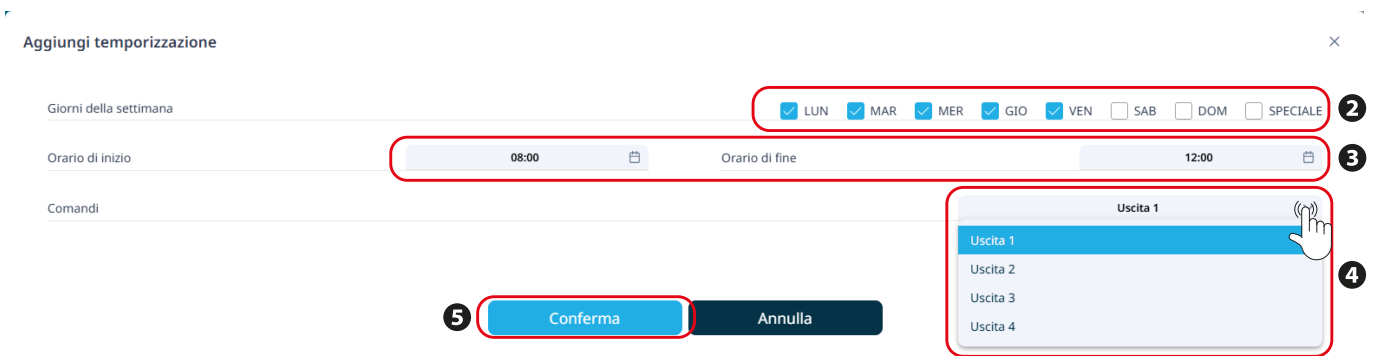 Aggiungi temporizzazione
Giorni della settimana LUN MAR MER GIO VEN SAB DOM SPECIALE 2
Orario di inizio 08:00 Orario di fine 12:00 3
Comandi Uscita 1
Uscita 1
Uscita 2
4
Uscita 3
5 Conferma Annulla
Uscita 4